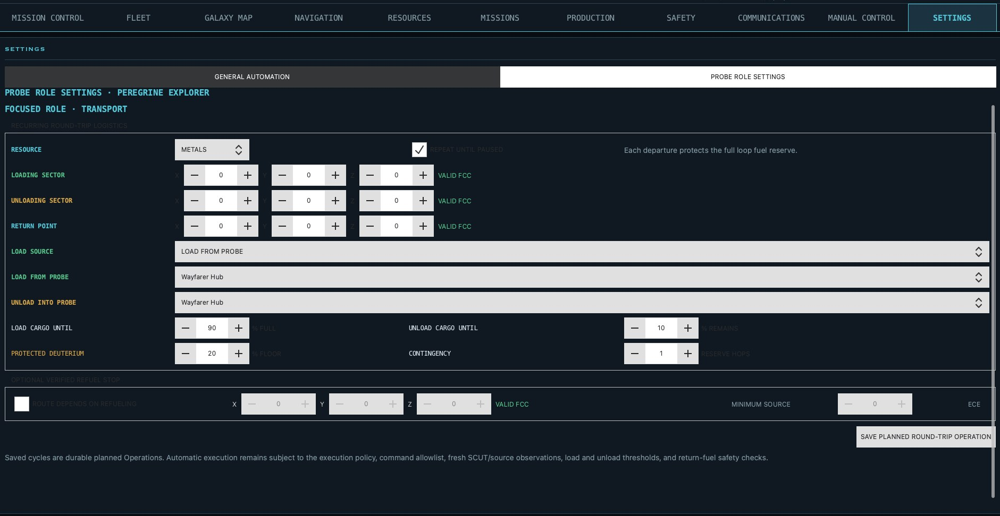 MISSION CONTROL FLEET GALAXY MAP NAVIGATION RESOURCES MISSIONS PRODUCTION SAFETY COMMUNICATIONS MANUAL CONTROL SETTINGS
SETTINGS
GENERAL AUTOMATION PROBE ROLE SETTINGS
PROBE ROLE SETTINGS · PEREGRINE EXPLORER
FOCUSED ROLE · TRANSPORT
RECURRING ROUND-TRIP LOGISTICS
RESOURCE METALS REPEAT UNTIL PAUSED Each departure protects the full loop fuel reserve.
LOADING SECTOR X 0 Y 0 Z 0 VALID FCC
UNLOADING SECTOR X 0 Y 0 Z 0 VALID FCC
RETURN POINT X 0 Y 0 Z 0 VALID FCC
LOAD SOURCE LOAD FROM PROBE
LOAD FROM PROBE Wayfarer Hub
UNLOAD INTO PROBE Wayfarer Hub
LOAD CARGO UNTIL 90 % FULL UNLOAD CARGO UNTIL 10 % REMAINS
PROTECTED DEUTERIUM 20 % FLOOR CONTINGENCY 1 RESERVE HOPS
OPTIONAL VERIFIED REFUEL STOP
ROUTE DEPENDS ON REFUELING X 0 Y 0 Z 0 VALID FCC MINIMUM SOURCE 0 ECE
SAVE PLANNED ROUND-TRIP OPERATION
Saved cycles are durable planned Operations. Automatic execution remains subject to the execution policy, command allowlist, fresh SCUT/source observations, load and unload thresholds, and return-fuel safety checks.